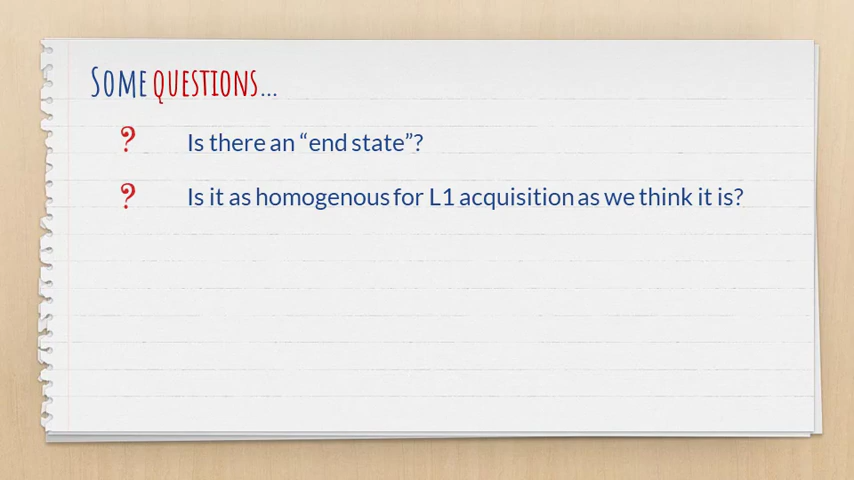 Some questions...
? Is there an “end state”?
? Is it as homogenous for L1 acquisition as we think it is?